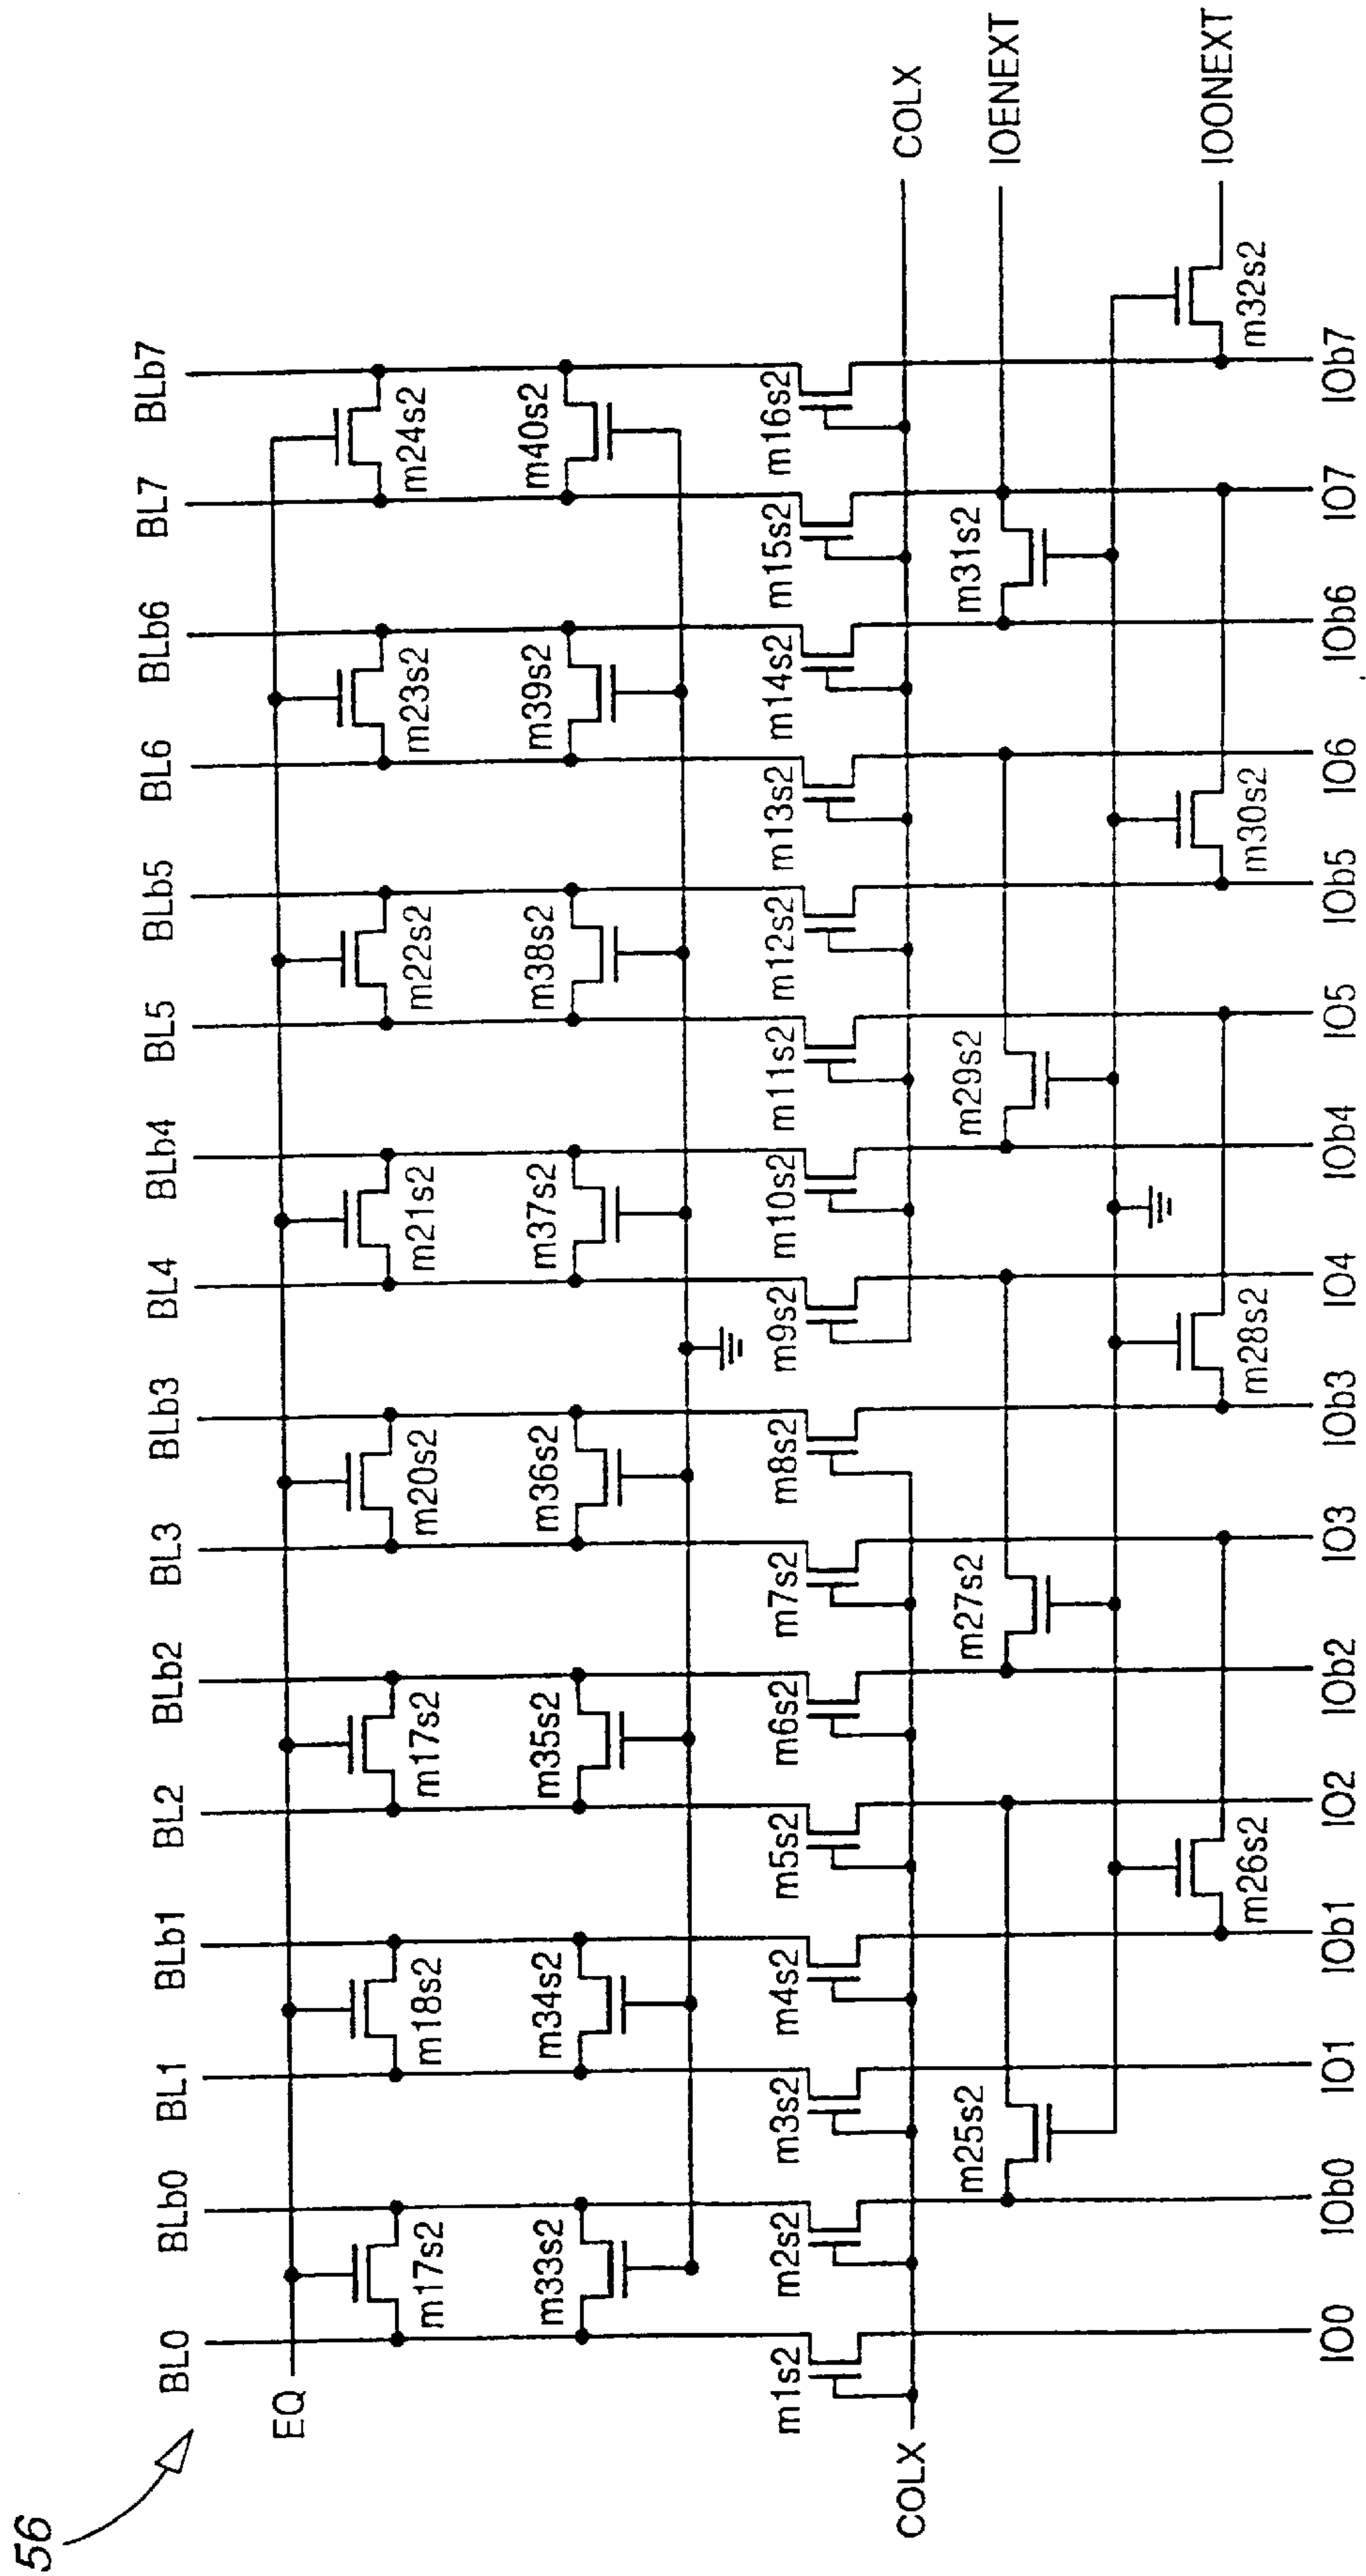 56
BL0 BLb0 BL1 BLb1 BL2 BLb2 BL3 BLb3 BL4 BLb4 BL5 BLb5 BL6 BLb6 BL7 BLb7
EQ
m17s2 m18s2 m17s2 m20s2 m21s2 m22s2 m23s2 m24s2
m33s2 m34s2 m35s2 m36s2 m37s2 m38s2 m39s2 m40s2
m1s2 m2s2 m3s2 m4s2 m5s2 m6s2 m7s2 m8s2 m9s2 m10s2 m11s2 m12s2 m13s2 m14s2 m15s2 m16s2
COLX COLX
m25s2 m27s2 m29s2 m31s2 IOENEXT
m26s2 m28s2 m30s2 m32s2 IOONEXT
IO0 IOb0 IO1 IOb1 IO2 IOb2 IO3 IOb3 IO4 IOb4 IO5 IOb5 IO6 IOb6 IO7 IOb7